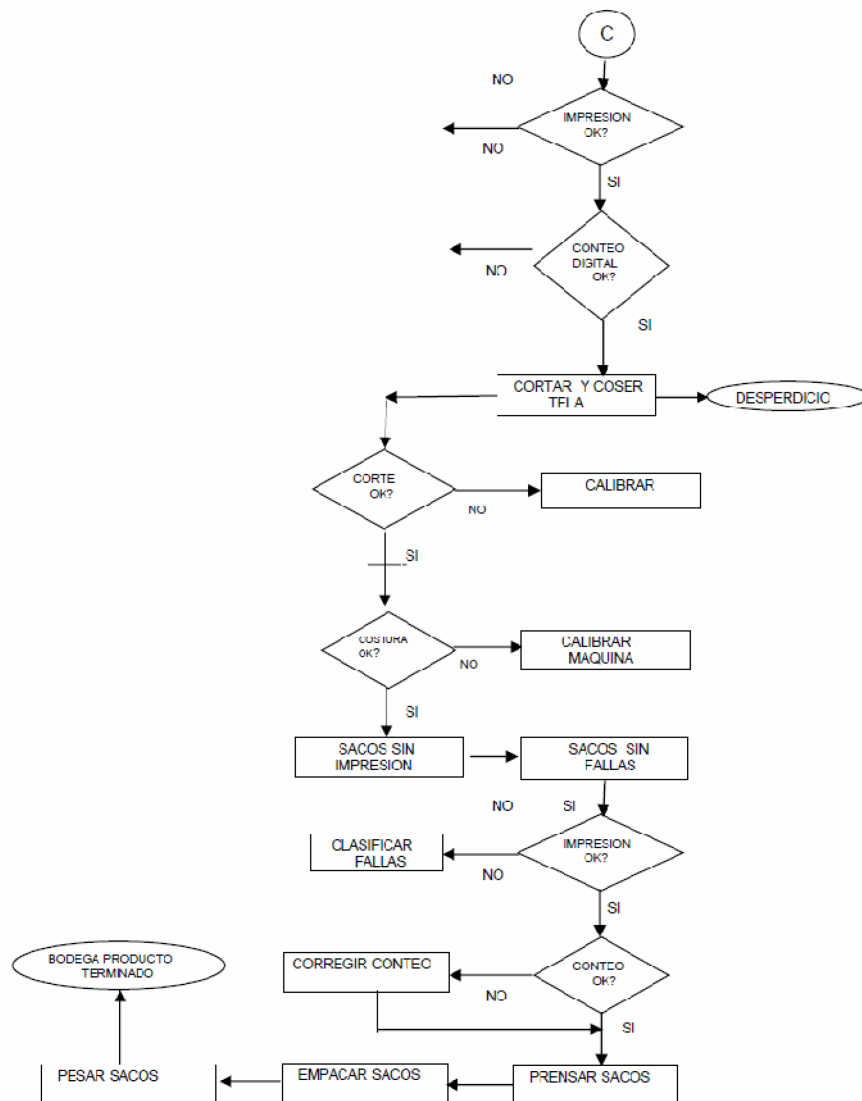 C
NO
IMPRESION
OK?
NO
SI
CONTEO
DIGITAL
OK?
NO
SI
CORTAR Y COSER
TELA
DESPERDICIO
CORTE
OK?
NO
CALIBRAR
SI
COSTURA
OK?
NO
CALIBRAR
MAQUINA
SI
SACOS SIN
IMPRESION
SACOS SIN
FALLAS
NO
SI
CLASIFICAR
FALLAS
IMPRESION
OK?
NO
SI
BODEGA PRODUCTO
TERMINADO
CORREGIR CONTEO
CONTEO
OK?
NO
SI
PESAR SACOS
EMPACAR SACOS
PRENSAR SACOS